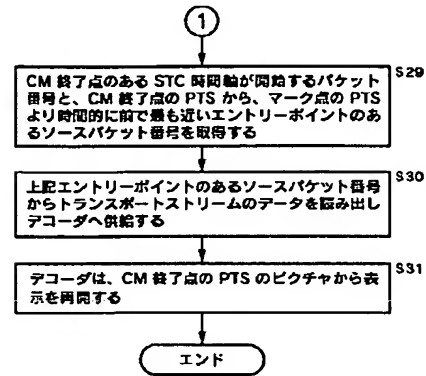 1
S29
CM 終了点のある STC 時間軸が開始するパケット
番号と、CM 終了点の PTS から、マーク点の PTS
より時間的に前で最も近いエントリーポイントのあ
るソースパケット番号を取得する
S30
上記エントリーポイントのあるソースパケット番号
からトランスポートストリームのデータを読み出し
デコーダへ供給する
S31
デコーダは、CM 終了点の PTS のピクチャから表
示を再開する
エンド